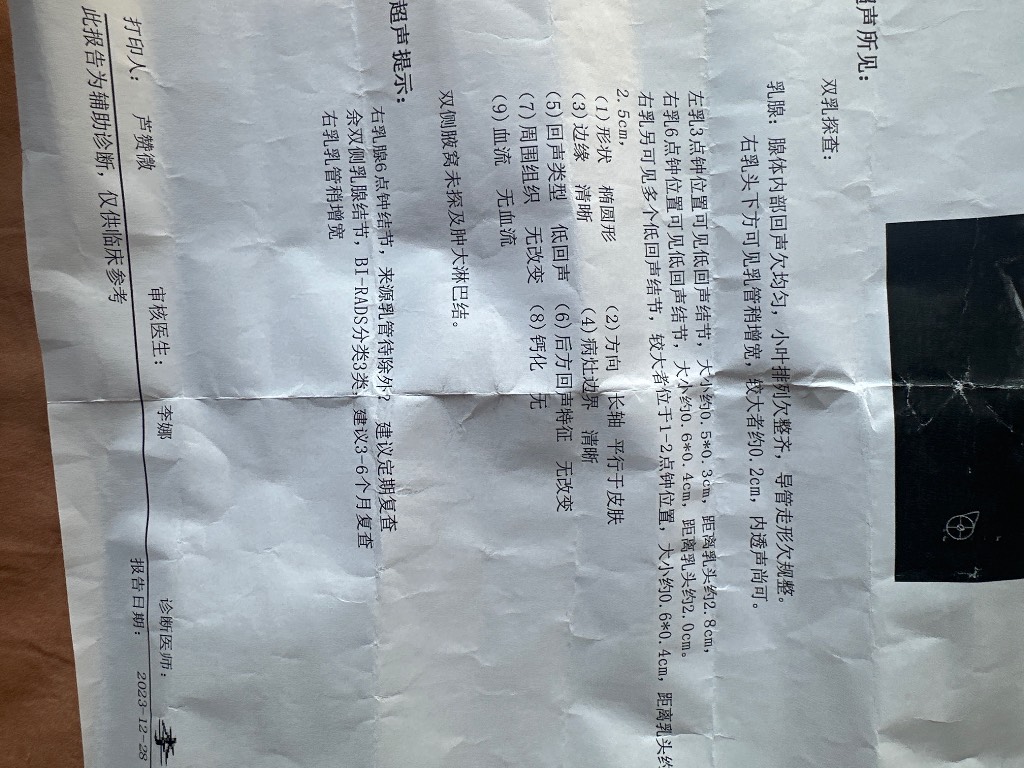 声所见：
双乳探查：
乳腺：腺体内部回声欠均匀，小叶排列欠整齐，导管走形欠规整。
右乳头下方可见乳管稍增宽，较大者约0.2cm，内透声尚可。
左乳3点钟位置可见低回声结节，大小约0.5*0.3cm，距离乳头约2.8cm，
右乳6点钟位置可见低回声结节，大小约0.6*0.4cm，距离乳头约2.0cm。
右乳另可见多个低回声结节，较大者位于1-2点钟位置，大小约0.6*0.4cm，距离乳头约
2.5cm，
(1)形状 椭圆形 (2)方向 长轴 平行于皮肤
(3)边缘 清晰 (4)病灶边界 清晰
(5)回声类型 低回声 (6)后方回声特征 无改变
(7)周围组织 无改变 (8)钙化 无
(9)血流 无血流
双侧腋窝未探及肿大淋巴结。
超声提示：
右乳腺6点钟结节，来源乳管待除外？建议定期复查
余双侧乳腺结节，BI-RADS分类3类，建议3-6个月复查
右乳乳管稍增宽
打印人： 芦赞微 审核医生： 李娜 诊断医师：
报告日期： 2023-12-28
此报告为辅助诊断，仅供临床参考